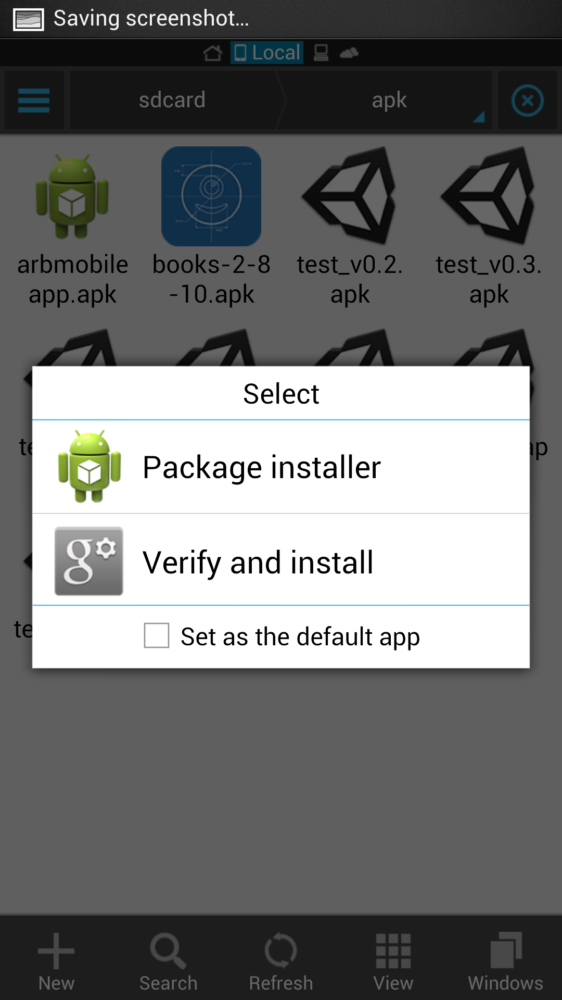 Saving screenshot...
Local
sdcard
apk
arbmobile
app.apk
books-2-8
-10.apk
test_v0.2.
apk
test_v0.3.
apk
Select
te
ap
Package installer
Verify and install
te
Set as the default app
New
Search
Refresh
View
Windows